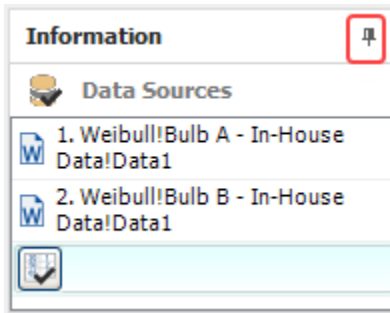 Information
Data Sources
1. Weibull!Bulb A - In-House
Data!Data1
2. Weibull!Bulb B - In-House
Data!Data1